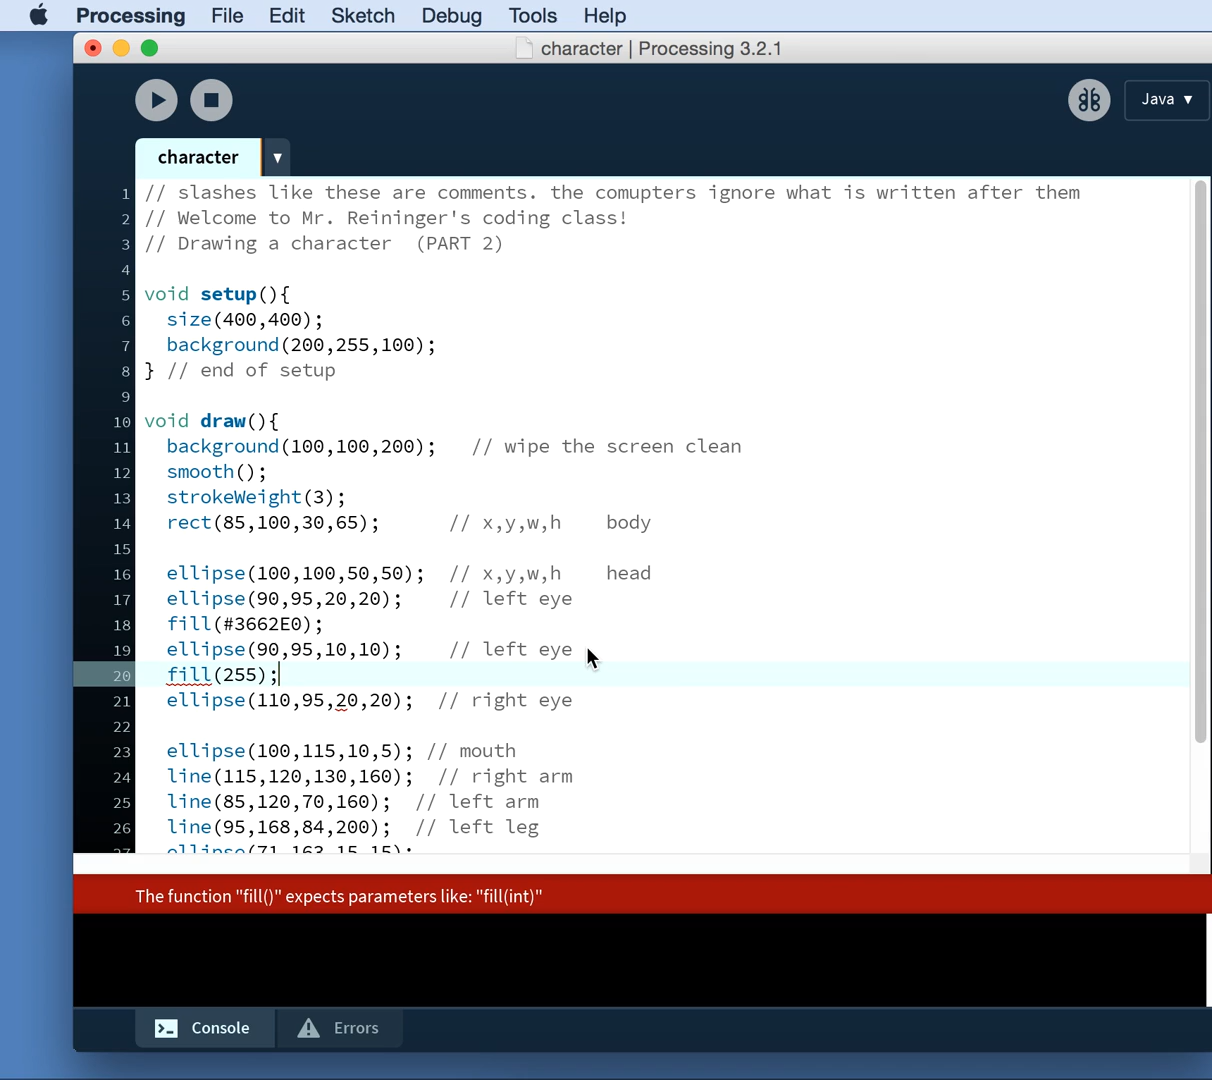 Processing File Edit Sketch Debug Tools Help
character | Processing 3.2.1
Java ▼
character ▼
1 // slashes like these are comments. the comupters ignore what is written after them
2 // Welcome to Mr. Reininger's coding class!
3 // Drawing a character  (PART 2)
4
5 void setup(){
6   size(400,400);
7   background(200,255,100);
8 } // end of setup
9
10 void draw(){
11   background(100,100,200);   // wipe the screen clean
12   smooth();
13   strokeWeight(3);
14   rect(85,100,30,65);      // x,y,w,h    body
15
16   ellipse(100,100,50,50);  // x,y,w,h    head
17   ellipse(90,95,20,20);    // left eye
18   fill(#3662E0);
19   ellipse(90,95,10,10);    // left eye
20   fill(255);
21   ellipse(110,95,20,20);  // right eye
22
23   ellipse(100,115,10,5); // mouth
24   line(115,120,130,160);  // right arm
25   line(85,120,70,160);  // left arm
26   line(95,168,84,200);  // left leg
27   ellipse(71,163,15,15);
The function "fill()" expects parameters like: "fill(int)"
Console Errors